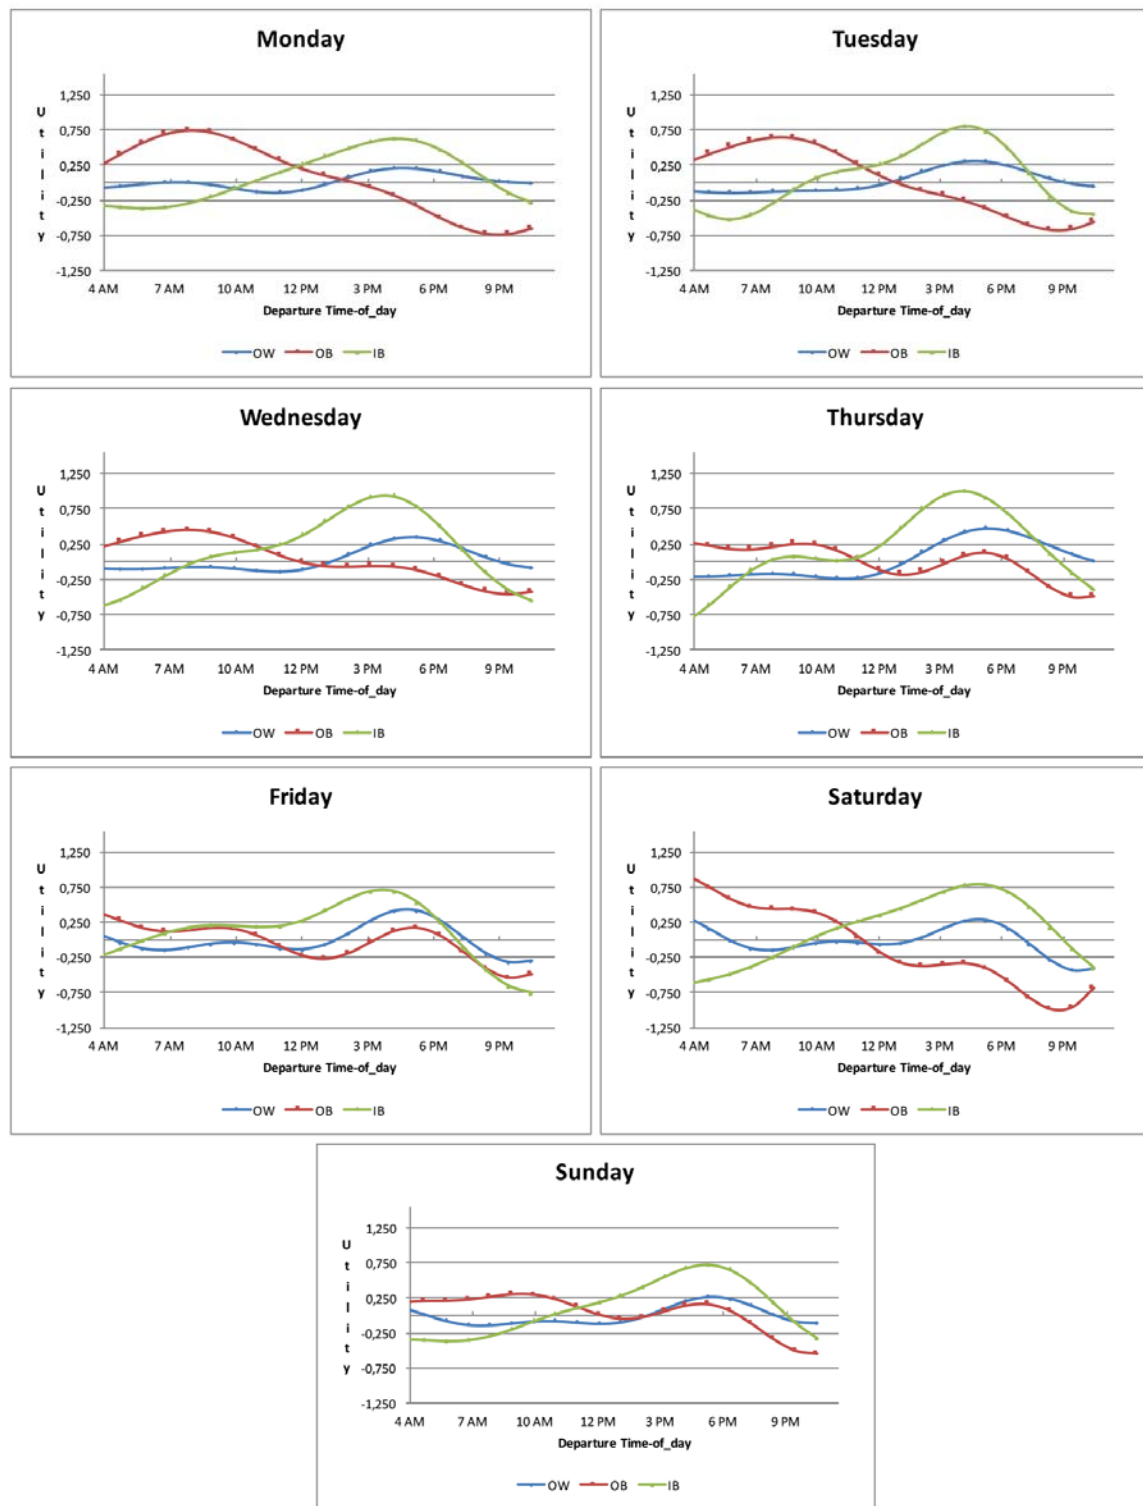 Monday
Utility
1,250
0,750
0,250
-0,250
-0,750
-1,250
4 AM 7 AM 10 AM 12 PM 3 PM 6 PM 9 PM
Departure Time-of_day
OW OB IB
Tuesday
Utility
1,250
0,750
0,250
-0,250
-0,750
-1,250
4 AM 7 AM 10 AM 12 PM 3 PM 6 PM 9 PM
Departure Time-of_day
OW OB IB
Wednesday
Utility
1,250
0,750
0,250
-0,250
-0,750
-1,250
4 AM 7 AM 10 AM 12 PM 3 PM 6 PM 9 PM
Departure Time-of_day
OW OB IB
Thursday
Utility
1,250
0,750
0,250
-0,250
-0,750
-1,250
4 AM 7 AM 10 AM 12 PM 3 PM 6 PM 9 PM
Departure Time-of_day
OW OB IB
Friday
Utility
1,250
0,750
0,250
-0,250
-0,750
-1,250
4 AM 7 AM 10 AM 12 PM 3 PM 6 PM 9 PM
Departure Time-of_day
OW OB IB
Saturday
Utility
1,250
0,750
0,250
-0,250
-0,750
-1,250
4 AM 7 AM 10 AM 12 PM 3 PM 6 PM 9 PM
Departure Time-of_day
OW OB IB
Sunday
Utility
1,250
0,750
0,250
-0,250
-0,750
-1,250
4 AM 7 AM 10 AM 12 PM 3 PM 6 PM 9 PM
Departure Time-of_day
OW OB IB